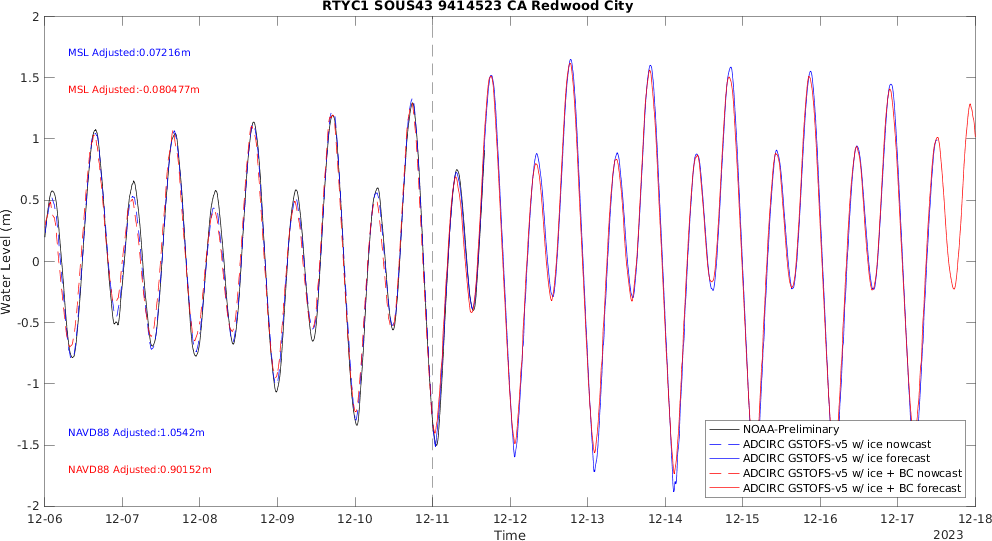 RTYC1 SOUS43 9414523 CA Redwood City
2
1.5
1
0.5
0
-0.5
-1
-1.5
-2
Water Level (m)
MSL Adjusted:0.07216m
MSL Adjusted:-0.080477m
NAVD88 Adjusted:1.0542m
NAVD88 Adjusted:0.90152m
NOAA-Preliminary
ADCIRC GSTOFS-v5 w/ ice nowcast
ADCIRC GSTOFS-v5 w/ ice forecast
ADCIRC GSTOFS-v5 w/ ice + BC nowcast
ADCIRC GSTOFS-v5 w/ ice + BC forecast
12-06 12-07 12-08 12-09 12-10 12-11 12-12 12-13 12-14 12-15 12-16 12-17 12-18
Time
2023